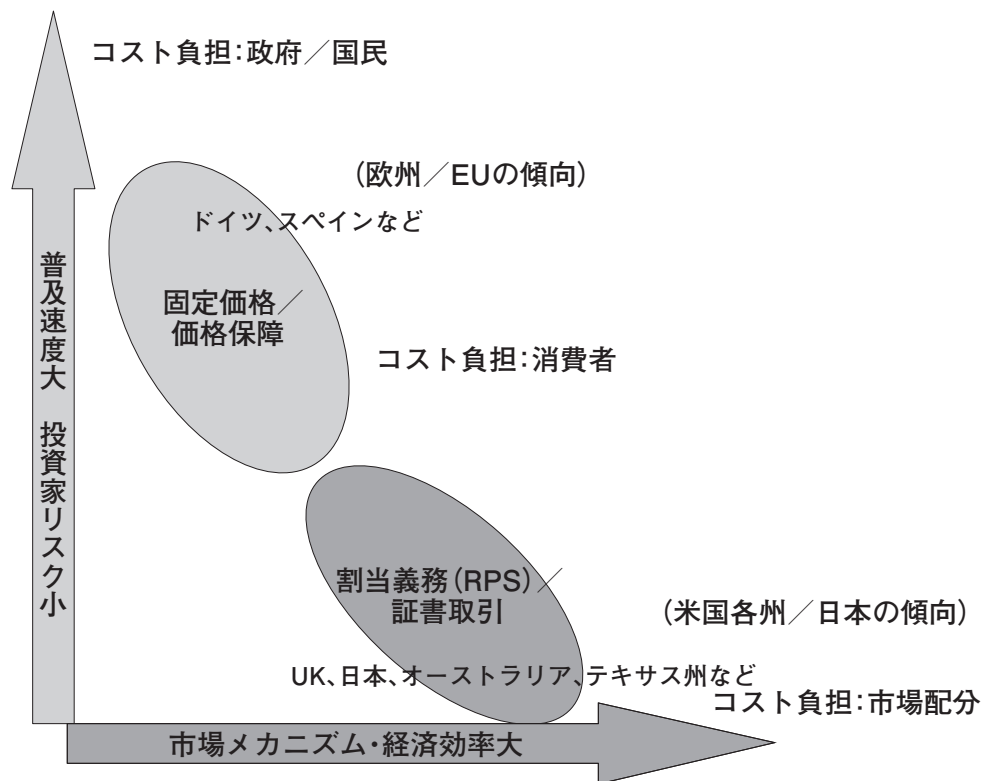 コスト負担：政府／国民
（欧州／EUの傾向）
ドイツ、スペインなど
固定価格／
価格保障
コスト負担：消費者
普及速度大　投資家リスク小
割当義務（RPS）／
証書取引
（米国各州／日本の傾向）
UK、日本、オーストラリア、テキサス州など
コスト負担：市場配分
市場メカニズム・経済効率大